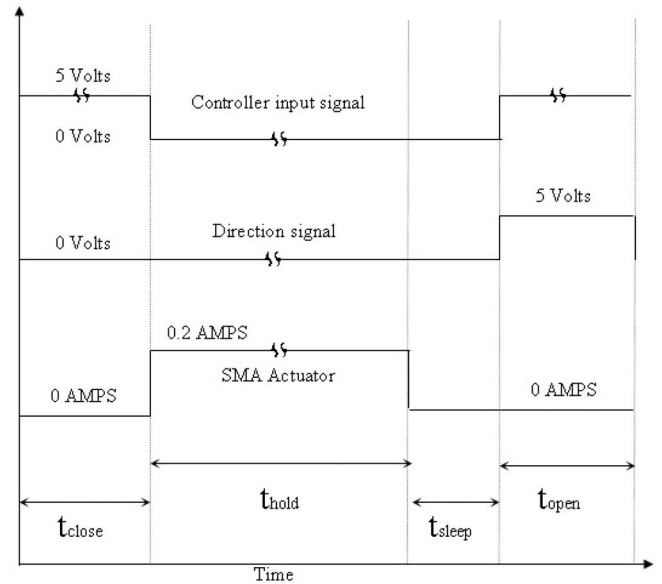 5 Volts
Controller input signal
0 Volts
5 Volts
Direction signal
0 Volts
0.2 AMPS
SMA Actuator
0 AMPS
0 AMPS
thold
topen
tclose
tsleep
Time